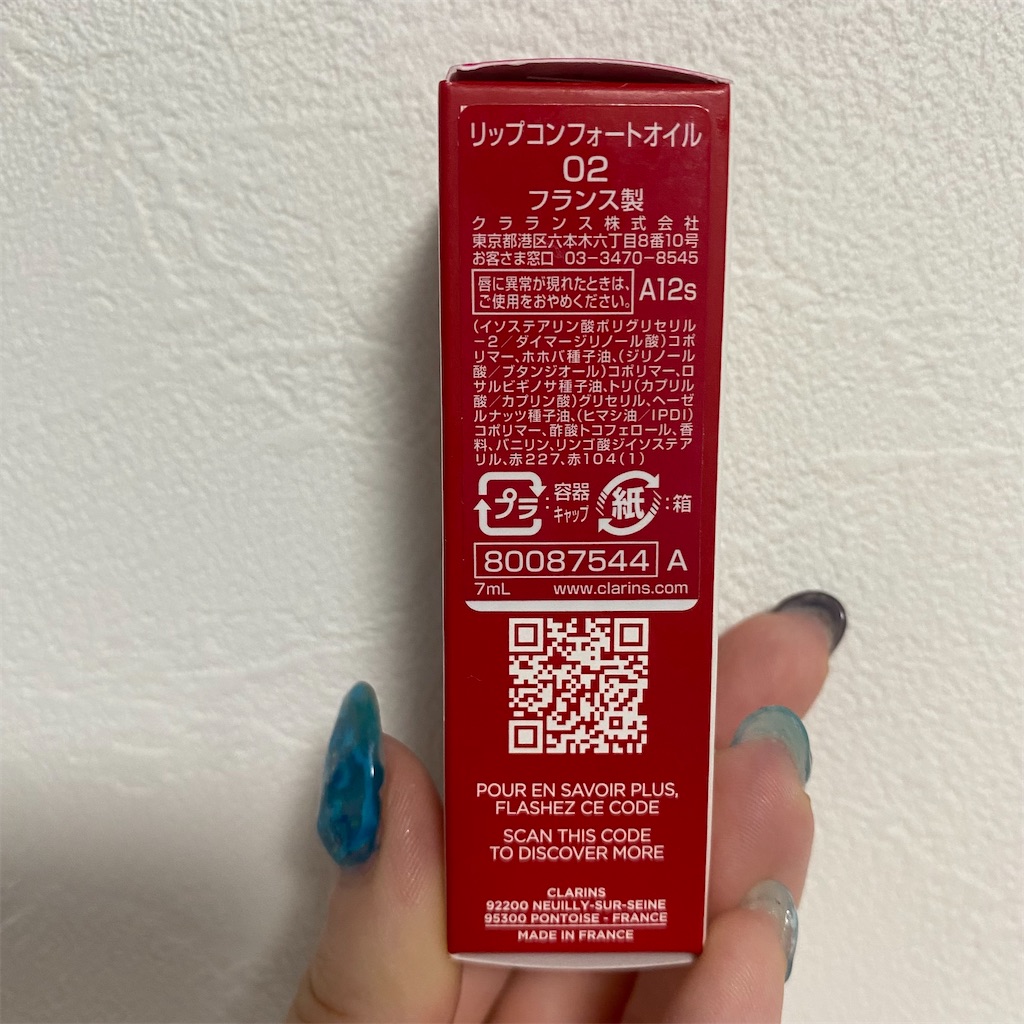 リップコンフォートオイル
02
フランス製
クラランス株式会社
東京都港区六本木六丁目8番10号
お客さま窓口 03-3470-8545
唇に異常が現れたときは、
ご使用をおやめください。
A12s
(イソステアリン酸ポリグリセリル
-2/ダイマージリノール酸)コポ
リマー、ホホバ種子油、(ジリノール
酸/ブタンジオール)コポリマー、ロ
サルビギノサ種子油、トリ(カプリル
酸/カプリン酸)グリセリル、ヘーゼ
ルナッツ種子油、(ヒマシ油/IPDI)
コポリマー、酢酸トコフェロール、香
料、バニリン、リンゴ酸ジイソステア
リル、赤227、赤104(1)
プラ:容器
キャップ
紙:箱
80087544 A
7mL www.clarins.com
POUR EN SAVOIR PLUS,
FLASHEZ CE CODE
SCAN THIS CODE
TO DISCOVER MORE
CLARINS
92200 NEUILLY-SUR-SEINE
95300 PONTOISE - FRANCE
MADE IN FRANCE